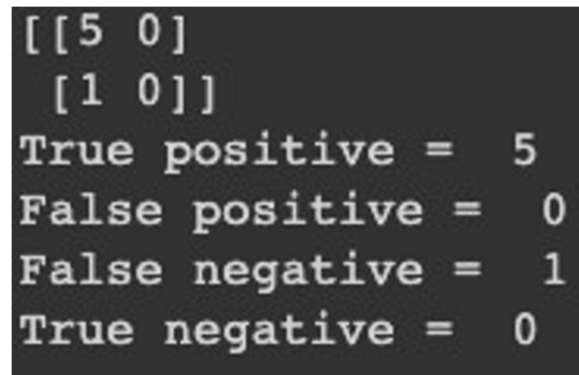 [[5 0]
 [1 0]]
True positive =  5
False positive =  0
False negative =  1
True negative =  0